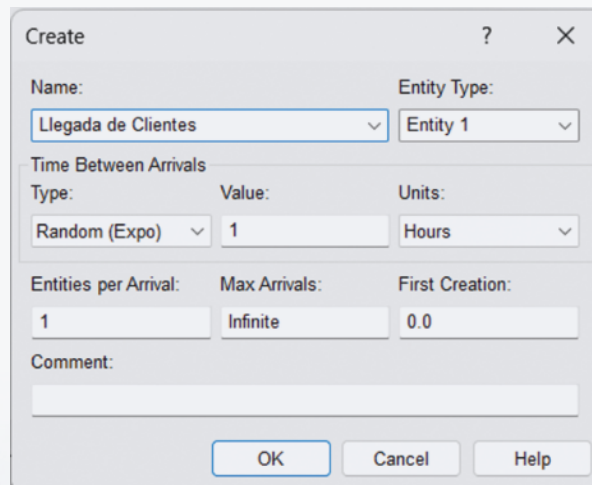 Create ?
Name: Entity Type:
Llegada de Clientes Entity 1
Time Between Arrivals
Type: Value: Units:
Random (Expo) 1 Hours
Entities per Arrival: Max Arrivals: First Creation:
1 Infinite 0.0
Comment:
OK Cancel Help